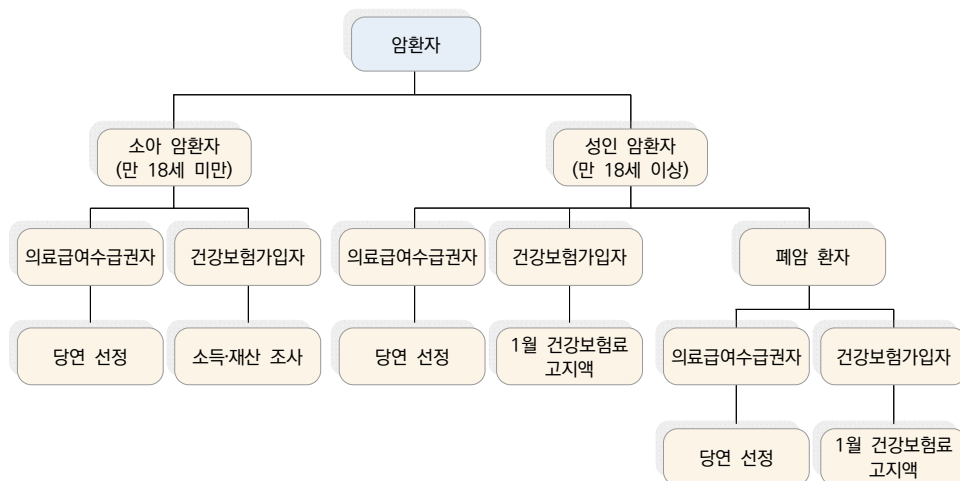 암환자
소아 암환자
(만 18세 미만)
성인 암환자
(만 18세 이상)
의료급여수급권자
건강보험가입자
의료급여수급권자
건강보험가입자
폐암 환자
당연 선정
소득·재산 조사
당연 선정
1월 건강보험료
고지액
의료급여수급권자
건강보험가입자
당연 선정
1월 건강보험료
고지액